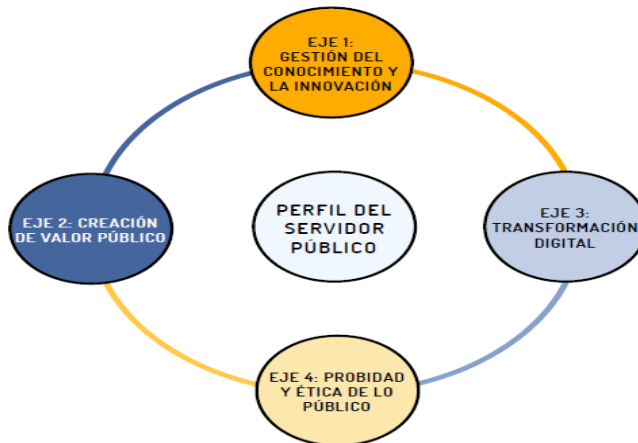 EJE 1:
GESTIÓN DEL
CONOCIMIENTO Y
LA INNOVACIÓN
EJE 2: CREACIÓN
DE VALOR PÚBLICO
PERFIL DEL
SERVIDOR
PÚBLICO
EJE 3:
TRANSFORMACIÓN
DIGITAL
EJE 4: PROBIDAD
Y ÉTICA DE LO
PÚBLICO